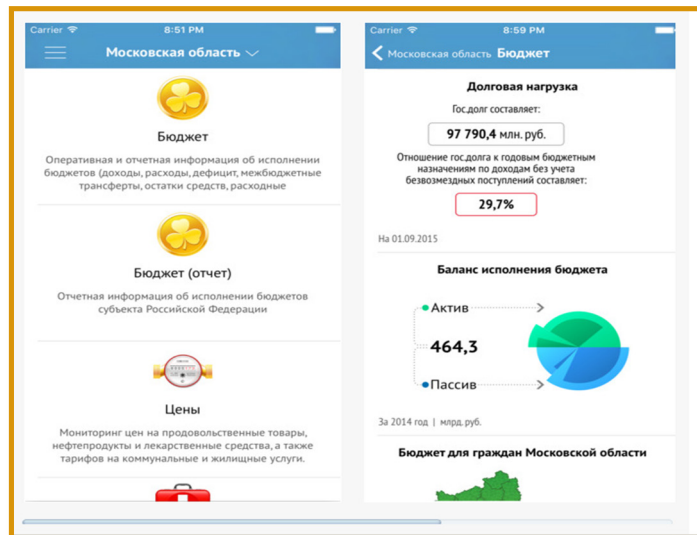 Carrier 8:51 PM
Московская область
Бюджет
Оперативная и отчетная информация об исполнении
бюджетов (доходы, расходы, дефицит, межбюджетные
трансферты, остатки средств, расходные
Бюджет (отчет)
Отчетная информация об исполнении бюджетов
субъекта Российской Федерации
Цены
Мониторинг цен на продовольственные товары,
нефтепродукты и лекарственные средства, а также
тарифов на коммунальные и жилищные услуги.
Carrier 8:59 PM
Московская область Бюджет
Долговая нагрузка
Гос.долг составляет:
97 790,4 млн. руб.
Отношение гос.долга к годовым бюджетным
назначениям по доходам без учета
безвозмездных поступлений составляет:
29,7%
На 01.09.2015
Баланс исполнения бюджета
Актив
464,3
Пассив
За 2014 год | млрд. руб.
Бюджет для граждан Московской области